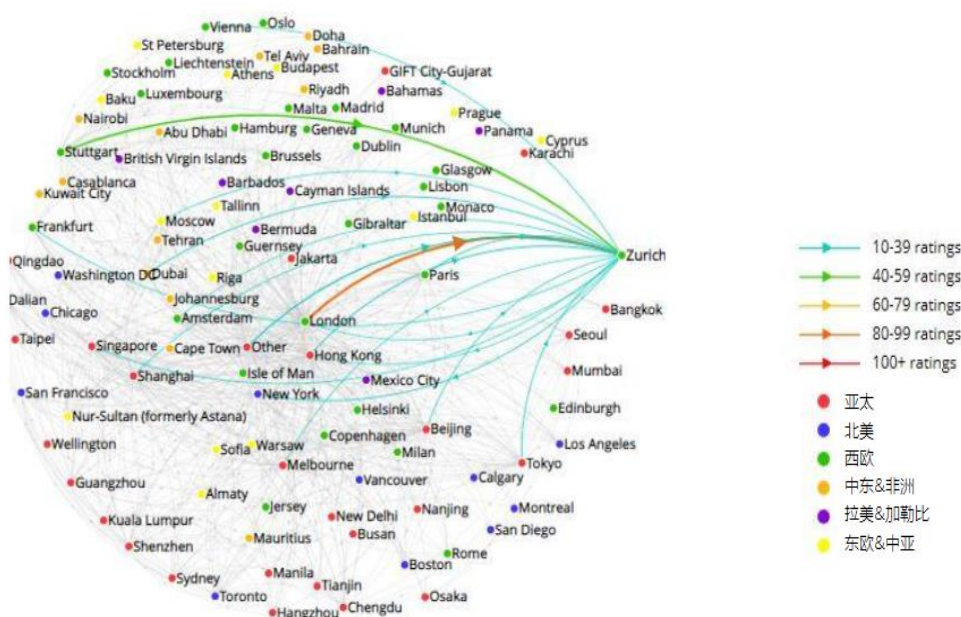 Vienna
Oslo
Doha
St Petersburg
Bahrain
Tel Aviv
Liechtenstein
Budapest
Stockholm
Athens
GIFT City-Gujarat
Luxembourg
Riyadh
Bahamas
Baku
Malta
Madrid
Prague
Nairobi
Abu Dhabi
Hamburg
Geneva
Munich
Panama
Cyprus
Stuttgart
British Virgin Islands
Brussels
Dublin
Karachi
Glasgow
Casablanca
Barbados
Cayman Islands
Lisbon
Kuwait City
Tallinn
Monaco
Frankfurt
Moscow
Bermuda
Gibraltar
Istanbul
Tehran
Guernsey
Qingdao
Jakarta
Zurich
Washington DC
Dubai
Riga
Paris
Dalian
Johannesburg
Chicago
Amsterdam
London
Bangkok
Taipei
Singapore
Cape Town
Other
Hong Kong
Seoul
Shanghai
Isle of Man
Mexico City
Mumbai
San Francisco
New York
Nur-Sultan (formerly Astana)
Helsinki
Edinburgh
Wellington
Sofia
Warsaw
Copenhagen
Beijing
Milan
Los Angeles
Melbourne
Tokyo
Guangzhou
Vancouver
Calgary
Almaty
Jersey
Kuala Lumpur
New Delhi
Nanjing
Montreal
Shenzhen
Mauritius
Busan
San Diego
Rome
Sydney
Manila
Tianjin
Boston
Toronto
Hangzhou
Chengdu
Osaka
10-39 ratings
40-59 ratings
60-79 ratings
80-99 ratings
100+ ratings
亚太
北美
西欧
中东&非洲
拉美&加勒比
东欧&中亚